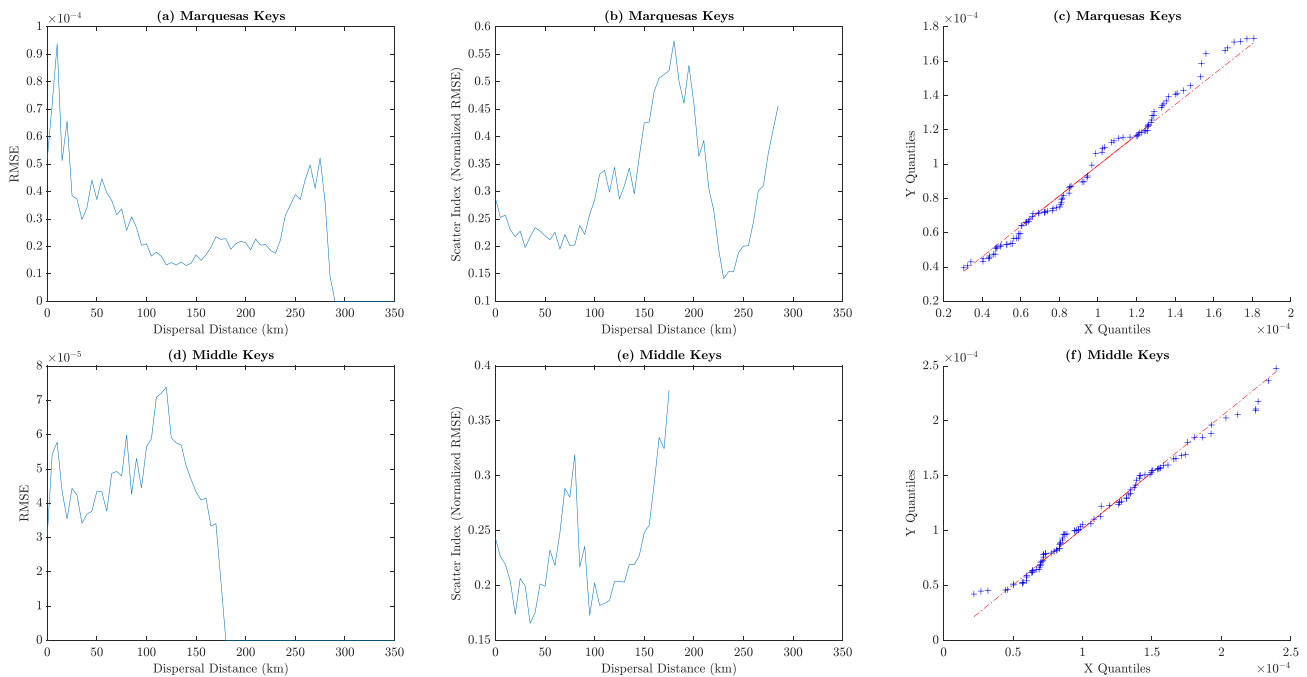 (a) Marquesas Keys
×10⁻⁴
RMSE
1
0.9
0.8
0.7
0.6
0.5
0.4
0.3
0.2
0.1
0
0 50 100 150 200 250 300 350
Dispersal Distance (km)
(b) Marquesas Keys
Scatter Index (Normalized RMSE)
0.6
0.55
0.5
0.45
0.4
0.35
0.3
0.25
0.2
0.15
0.1
0 50 100 150 200 250 300 350
Dispersal Distance (km)
(c) Marquesas Keys
×10⁻⁴
Y Quantiles
1.8
1.6
1.4
1.2
1
0.8
0.6
0.4
0.2
0.2 0.4 0.6 0.8 1 1.2 1.4 1.6 1.8 2
X Quantiles
×10⁻⁴
(d) Middle Keys
×10⁻⁵
RMSE
8
7
6
5
4
3
2
1
0
0 50 100 150 200 250 300 350
Dispersal Distance (km)
(e) Middle Keys
Scatter Index (Normalized RMSE)
0.4
0.35
0.3
0.25
0.2
0.15
0 50 100 150 200 250 300 350
Dispersal Distance (km)
(f) Middle Keys
×10⁻⁴
Y Quantiles
2.5
2
1.5
1
0.5
0
0 0.5 1 1.5 2 2.5
X Quantiles
×10⁻⁴